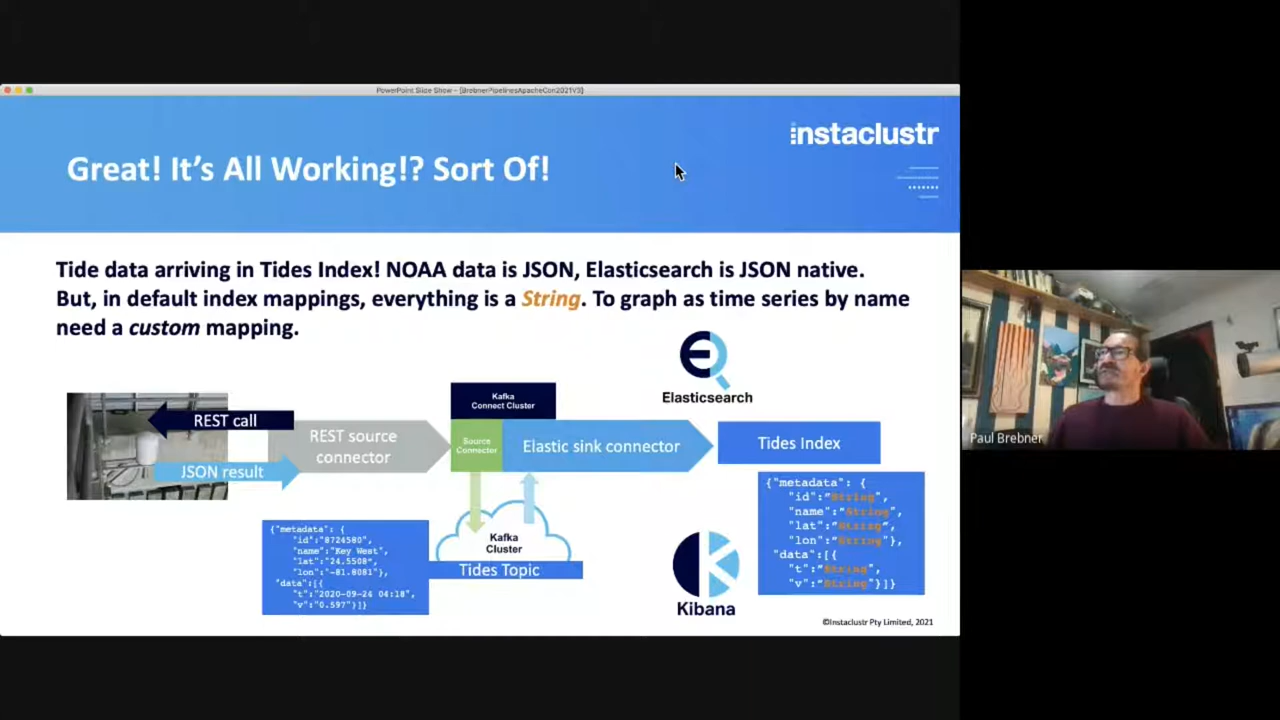 PowerPoint Slide Show - [BrebnerPipelinesApacheCon2021V3]
instaclustr
Great! It's All Working!? Sort Of!
Tide data arriving in Tides Index! NOAA data is JSON, Elasticsearch is JSON native.
But, in default index mappings, everything is a String. To graph as time series by name
need a custom mapping.
Elasticsearch
REST call
JSON result
REST source
connector
Kafka
Connect Cluster
Source
Connector
Elastic sink connector
Tides Index
{"metadata": {
"id":"8724580",
"name":"Key West",
"lat":"24.5508",
"lon":"-81.8081"},
"data":[{
"t":"2020-09-24 04:18",
"v":"0.597"}]}
Kafka
Cluster
Tides Topic
Kibana
{"metadata": {
"id":"String",
"name":"String",
"lat":"String",
"lon":"String"},
"data":[{
"t":"String",
"v":"String"}]}
©Instaclustr Pty Limited, 2021
Paul Brebner